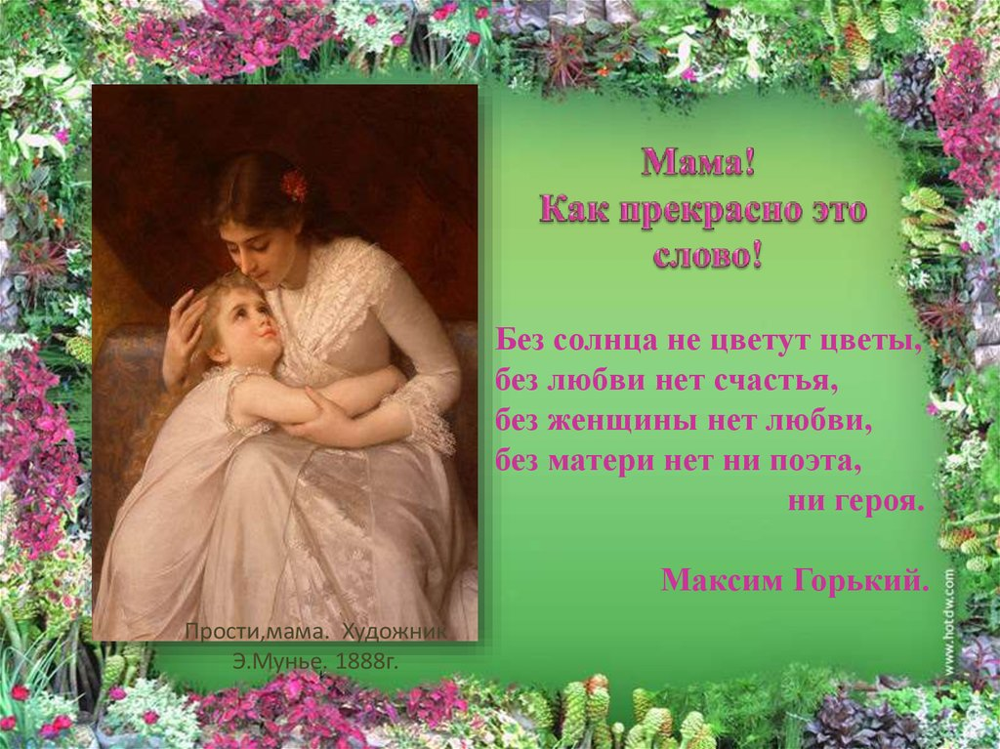 Мама!
Как прекрасно это
слово!
Без солнца не цветут цветы,
без любви нет счастья,
без женщины нет любви,
без матери нет ни поэта,
ни героя.
Максим Горький.
Прости,мама. Художник
Э.Мунье. 1888г.
www.hotdw.com